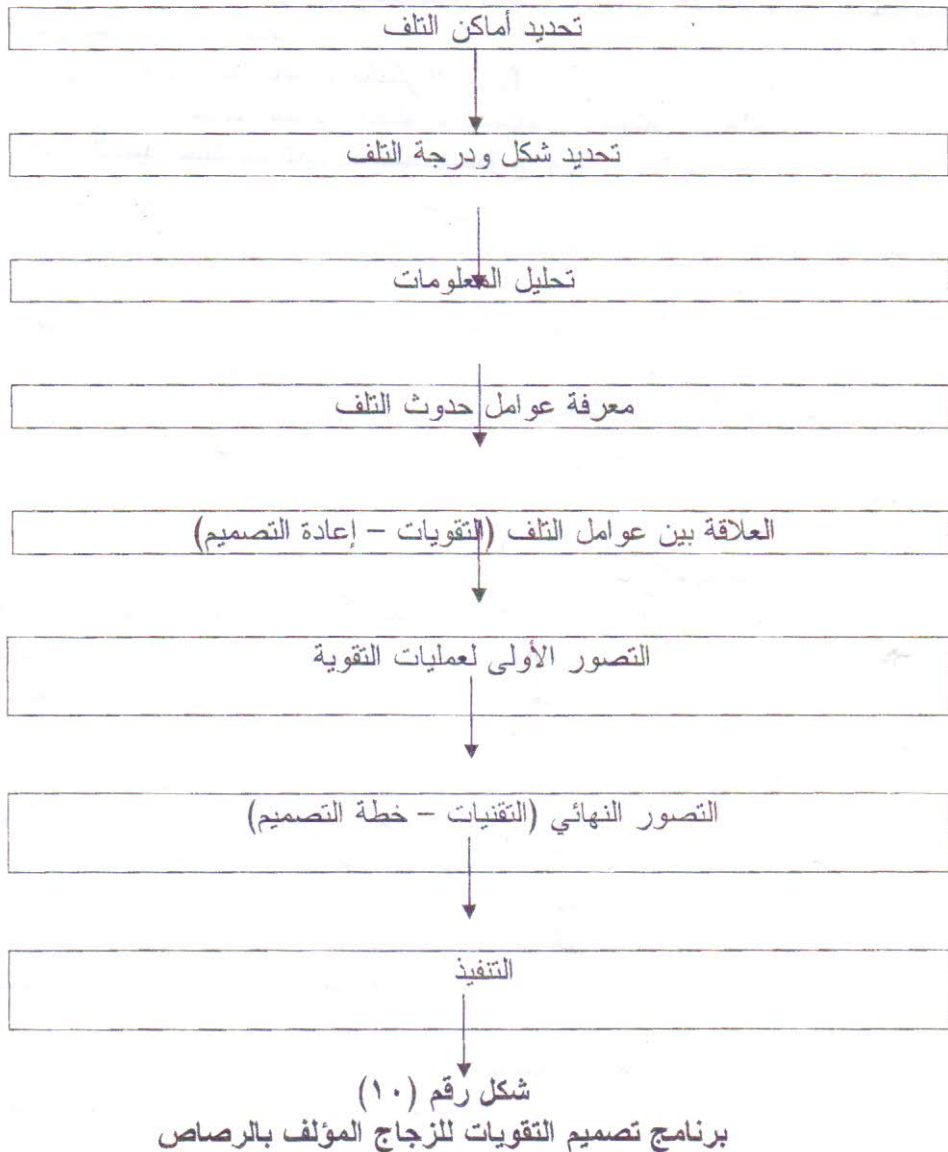 تحديد أماكن التلف
تحديد شكل ودرجة التلف
تحليل المعلومات
معرفة عوامل حدوث التلف
العلاقة بين عوامل التلف (التقويات – إعادة التصميم)
التصور الأولى لعمليات التقوية
التصور النهائي (التقنيات – خطة التصميم)
التنفيذ
شكل رقم (١٠)
برنامج تصميم التقويات للزجاج المؤلف بالرصاص